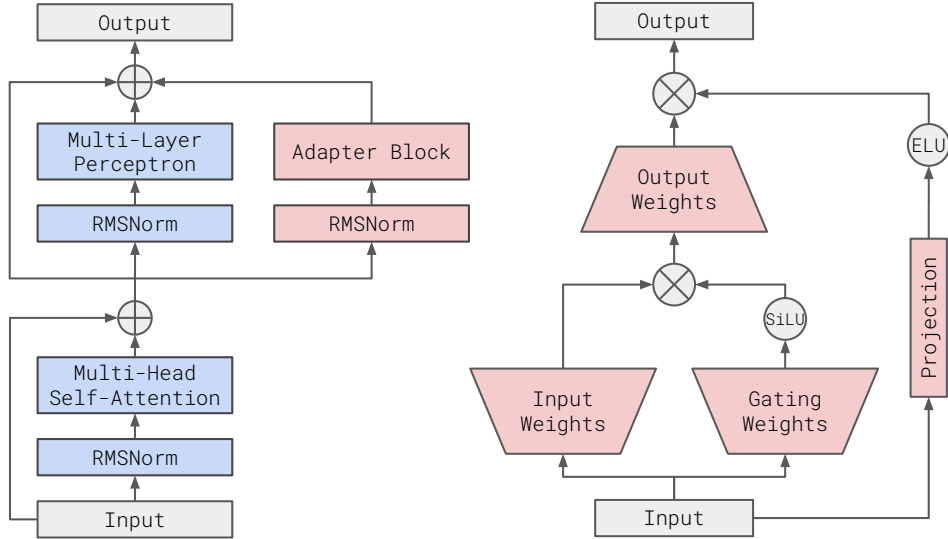 Output
Multi-Layer
Perceptron
Adapter Block
RMSNorm
RMSNorm
Multi-Head
Self-Attention
RMSNorm
Input
Output
ELU
Output
Weights
Projection
SiLU
Input
Weights
Gating
Weights
Input